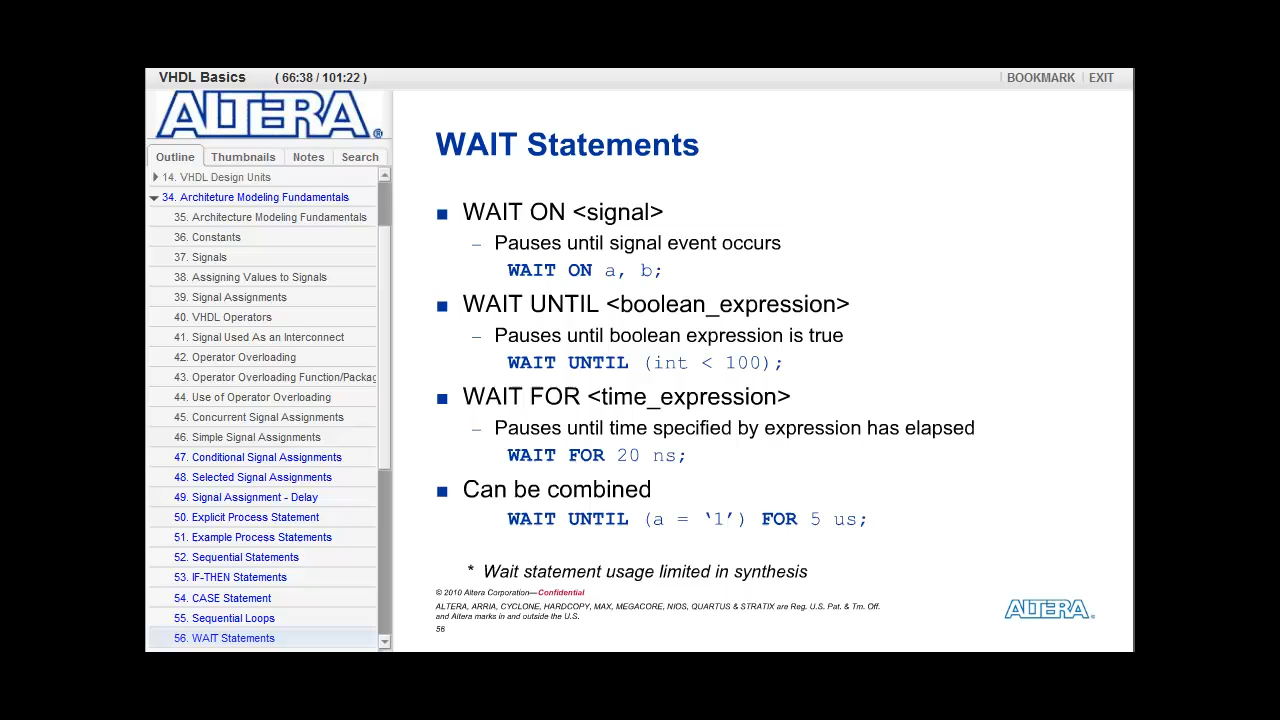 VHDL Basics ( 66:38 / 101:22 )
BOOKMARK EXIT
ALTERA®
Outline Thumbnails Notes Search
14. VHDL Design Units
34. Architeture Modeling Fundamentals
35. Architecture Modeling Fundamentals
36. Constants
37. Signals
38. Assigning Values to Signals
39. Signal Assignments
40. VHDL Operators
41. Signal Used As an Interconnect
42. Operator Overloading
43. Operator Overloading Function/Packag
44. Use of Operator Overloading
45. Concurrent Signal Assignments
46. Simple Signal Assignments
47. Conditional Signal Assignments
48. Selected Signal Assignments
49. Signal Assignment - Delay
50. Explicit Process Statement
51. Example Process Statements
52. Sequential Statements
53. IF-THEN Statements
54. CASE Statement
55. Sequential Loops
56. WAIT Statements
WAIT Statements
■ WAIT ON <signal>
– Pauses until signal event occurs
WAIT ON a, b;
■ WAIT UNTIL <boolean_expression>
– Pauses until boolean expression is true
WAIT UNTIL (int < 100);
■ WAIT FOR <time_expression>
– Pauses until time specified by expression has elapsed
WAIT FOR 20 ns;
■ Can be combined
WAIT UNTIL (a = ‘1’) FOR 5 us;
* Wait statement usage limited in synthesis
© 2010 Altera Corporation—Confidential
ALTERA, ARRIA, CYCLONE, HARDCOPY, MAX, MEGACORE, NIOS, QUARTUS & STRATIX are Reg. U.S. Pat. & Tm. Off.
and Altera marks in and outside the U.S.
56
ALTERA®